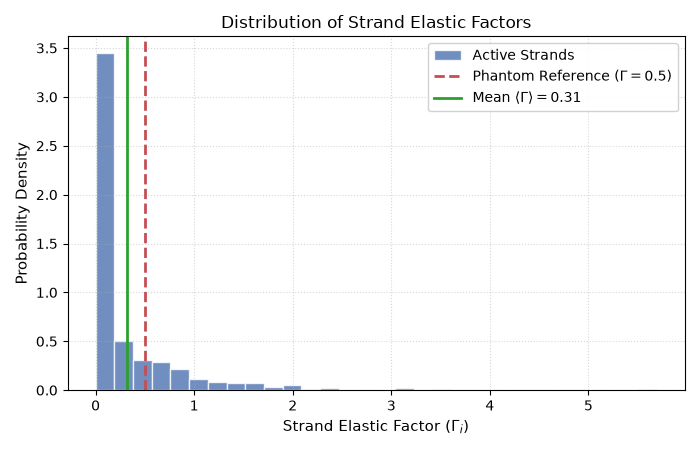 Distribution of Strand Elastic Factors
Active Strands
Phantom Reference (Γ = 0.5)
Mean ⟨Γ⟩ = 0.31
Probability Density
3.5
3.0
2.5
2.0
1.5
1.0
0.5
0.0
0 1 2 3 4 5
Strand Elastic Factor (Γᵢ)